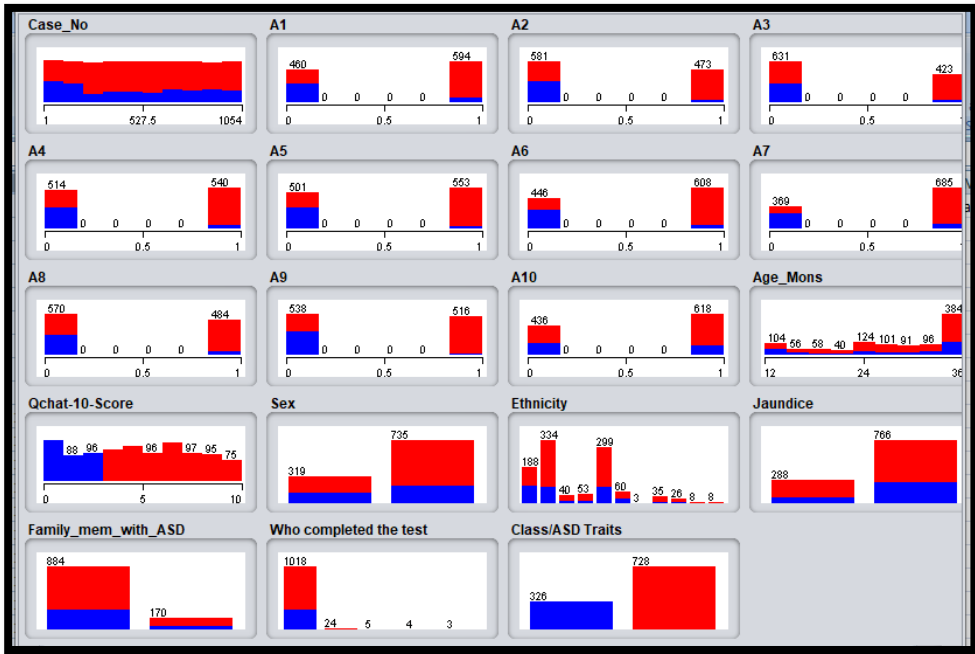 Case_No
1 527.5 1054
A1
460 0 0 0 0 594
0 0.5 1
A2
581 0 0 0 0 473
0 0.5 1
A3
631 0 0 0 0 423
0 0.5 1
A4
514 0 0 0 0 540
0 0.5 1
A5
501 0 0 0 0 553
0 0.5 1
A6
446 0 0 0 0 608
0 0.5 1
A7
369 0 0 0 0 685
0 0.5 1
A8
570 0 0 0 0 484
0 0.5 1
A9
538 0 0 0 0 516
0 0.5 1
A10
436 0 0 0 0 618
0 0.5 1
Age_Mons
104 56 58 40 124 101 91 96 384
12 24 36
Qchat-10-Score
88 96 96 97 95 75
0 5 10
Sex
319 735
Ethnicity
188 334 40 53 299 60 3 35 26 8 8
Jaundice
288 766
Family_mem_with_ASD
884 170
Who completed the test
1018 24 5 4 3
Class/ASD Traits
326 728